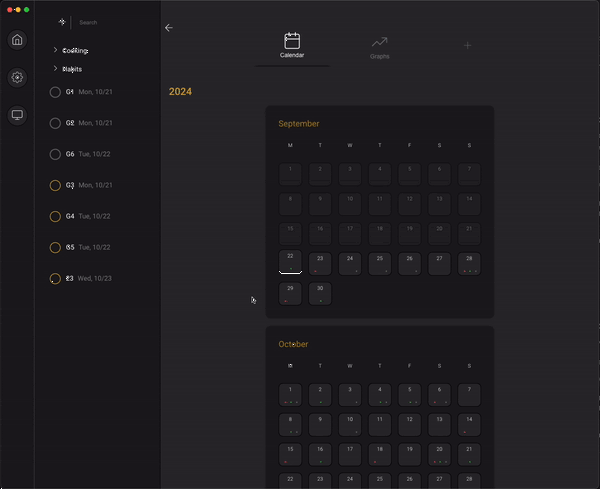 Search
Habits
G1 Mon, 10/21
G2 Mon, 10/21
G6 Tue, 10/22
G3 Mon, 10/21
G4 Tue, 10/22
Tue, 10/22
Wed, 10/23
Calendar
Graphs
+
2024
September
M T W T F S S
1 2 3 4 5 6 7
8 9 10 11 12 13 14
15 16 17 18 19 20 21
22 23 24 25 26 27 28
29 30
October
T W T F S S
1 2 3 4 5 6 7
8 9 10 11 12 13 14
15 16 17 18 19 20 21
22 23 24 25 26 27 28